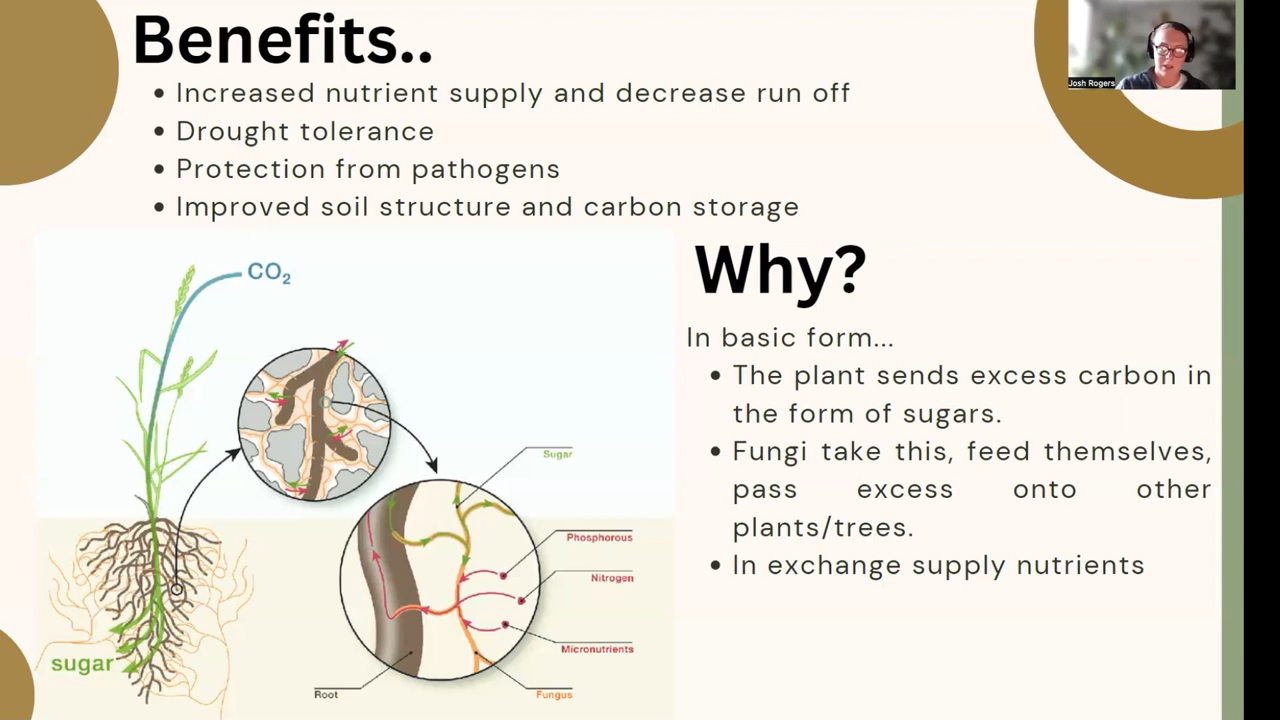 Benefits..
Increased nutrient supply and decrease run off
Drought tolerance
Protection from pathogens
Improved soil structure and carbon storage
Josh Rogers
CO2
Why?
In basic form...
The plant sends excess carbon in
the form of sugars.
Fungi take this, feed themselves,
pass excess onto other
plants/trees.
In exchange supply nutrients
Sugar
Phosphorous
Nitrogen
Micronutrients
sugar
Root
Fungus